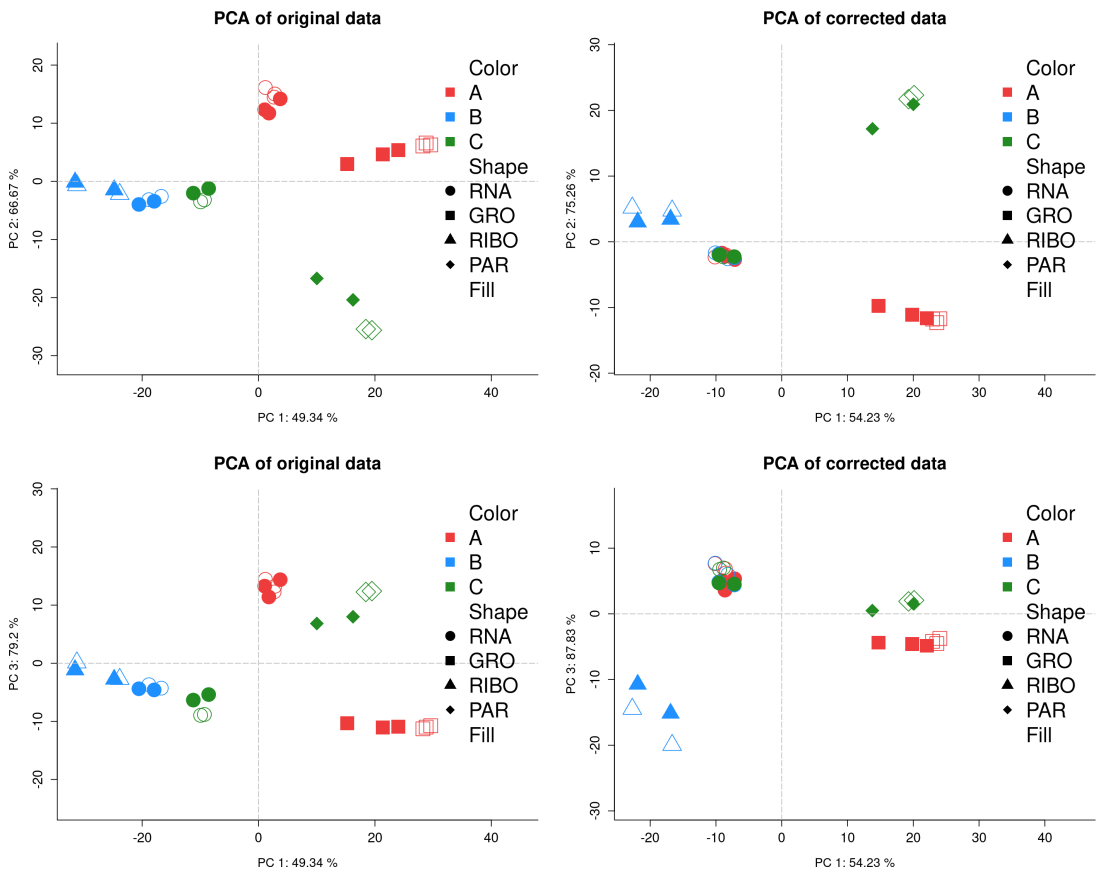 PCA of original data
20
10
0
-10
-20
-30
PC 2: 66.67 %
-20
0
20
40
PC 1: 49.34 %
Color
A
B
C
Shape
RNA
GRO
RIBO
PAR
Fill
PCA of corrected data
30
20
10
0
-10
-20
PC 2: 75.26 %
-20
-10
0
10
20
30
40
PC 1: 54.23 %
Color
A
B
C
Shape
RNA
GRO
RIBO
PAR
Fill
PCA of original data
30
20
10
0
-10
-20
PC 3: 79.2 %
-20
0
20
40
PC 1: 49.34 %
Color
A
B
C
Shape
RNA
GRO
RIBO
PAR
Fill
PCA of corrected data
10
0
-10
-20
-30
PC 3: 87.83 %
-20
-10
0
10
20
30
40
PC 1: 54.23 %
Color
A
B
C
Shape
RNA
GRO
RIBO
PAR
Fill